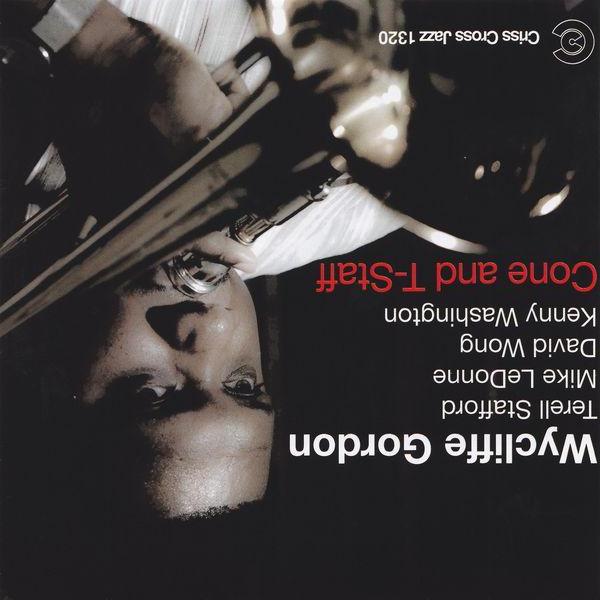 Wycliffe Gordon
Terell Stafford
Mike LeDonne
David Wong
Kenny Washington
Cone and T-Staff
Criss Cross Jazz 1320